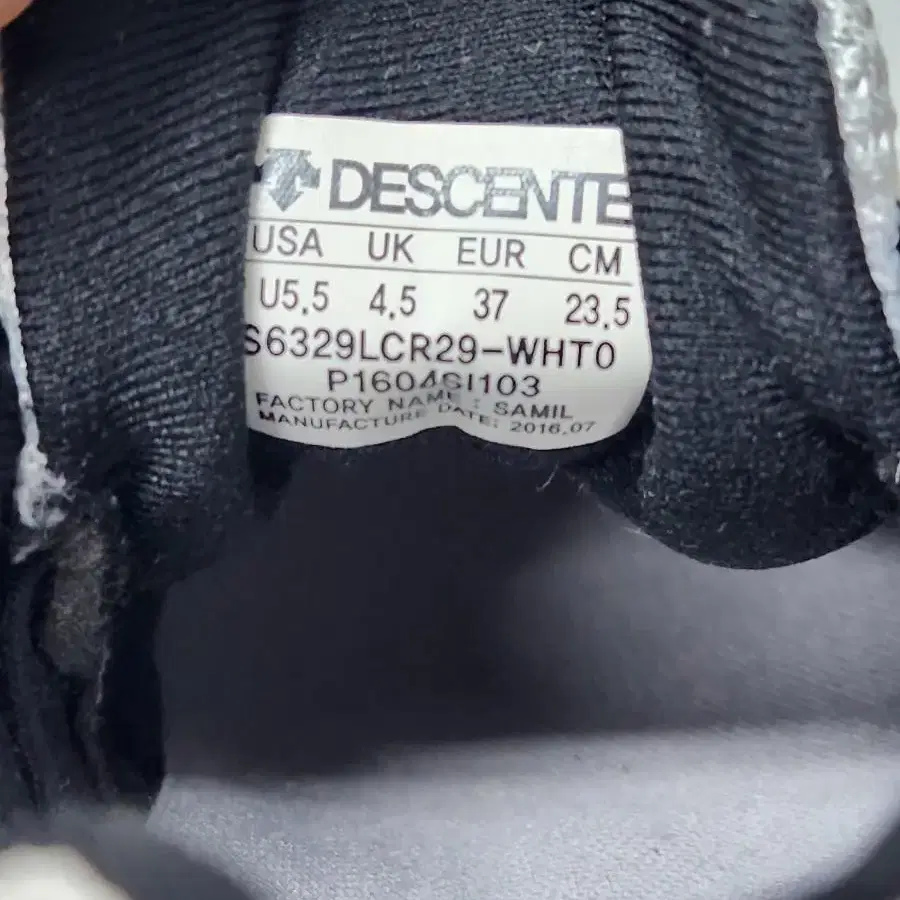 DESCENTE
USA UK EUR CM
U5,5 4,5 37 23,5
S6329LCR29-WHT0
P1604SI103
FACTORY NAME : SAMIL
MANUFACTURE DATE: 2016.07